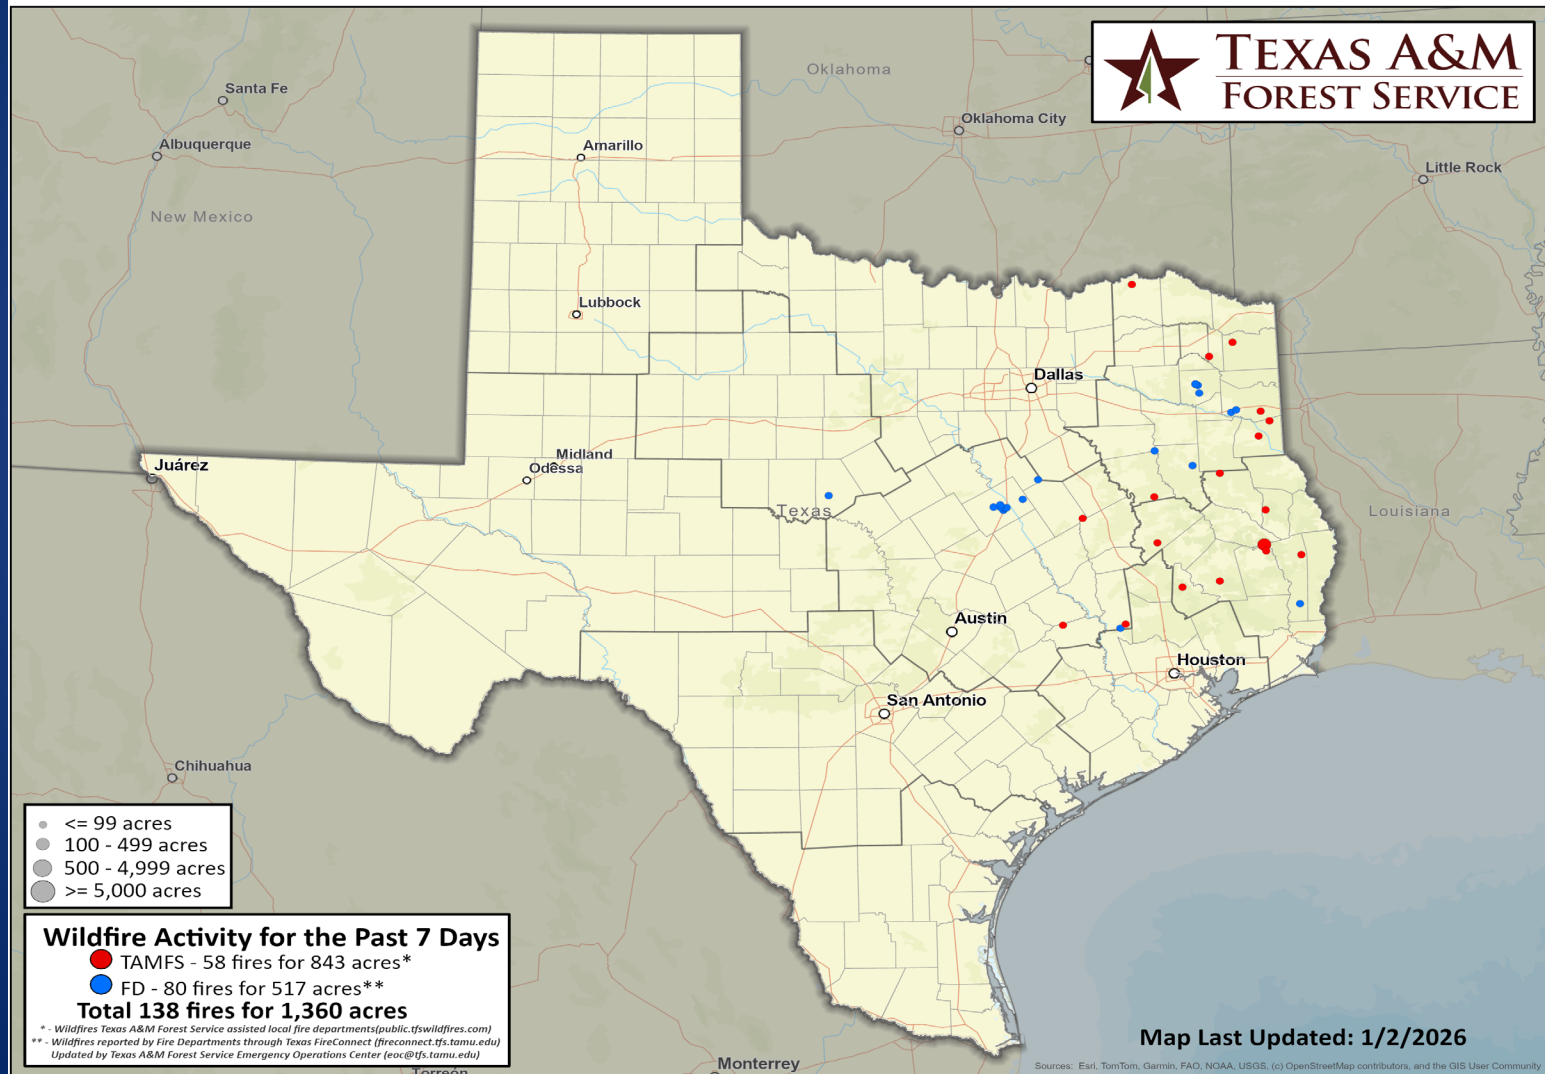 TEXAS A&M
FOREST SERVICE
Oklahoma
Santa Fe
Oklahoma City
Albuquerque
Amarillo
Little Rock
New Mexico
Lubbock
Dallas
Midland
Odessa
Juárez
Texas
Louisiana
Austin
Houston
San Antonio
Chihuahua
<= 99 acres
100 - 499 acres
500 - 4,999 acres
>= 5,000 acres
Wildfire Activity for the Past 7 Days
TAMFS - 58 fires for 843 acres*
FD - 80 fires for 517 acres**
Total 138 fires for 1,360 acres
* - Wildfires Texas A&M Forest Service assisted local fire departments(public.tfswildfires.com)
** - Wildfires reported by Fire Departments through Texas FireConnect (fireconnect.tfs.tamu.edu)
Updated by Texas A&M Forest Service Emergency Operations Center (eoc@tfs.tamu.edu)
Map Last Updated: 1/2/2026
Monterrey
Sources: Esri, TomTom, Garmin, FAO, NOAA, USGS, (c) OpenStreetMap contributors, and the GIS User Community
Torreón